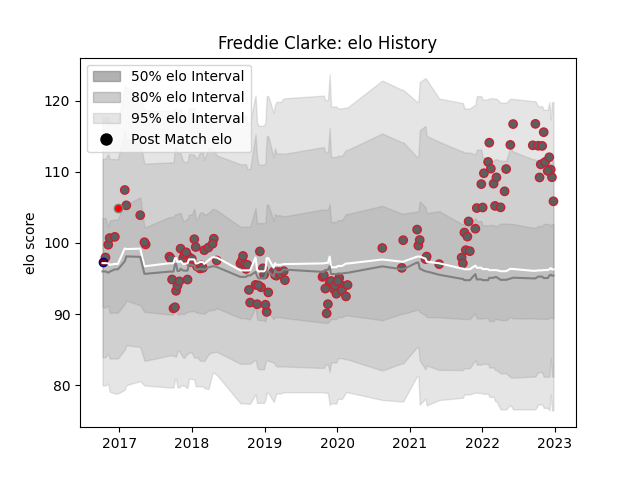 Freddie Clarke: elo History
50% elo Interval
80% elo Interval
95% elo Interval
Post Match elo
elo score
120
110
100
90
80
2017
2018
2019
2020
2021
2022
2023